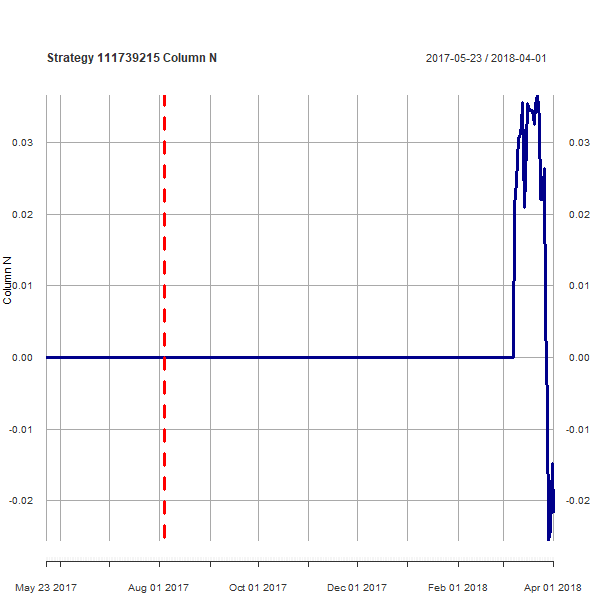 Strategy 111739215 Column N
2017-05-23 / 2018-04-01
Column N
0.03
0.02
0.01
0.00
-0.01
-0.02
0.03
0.02
0.01
0.00
-0.01
-0.02
May 23 2017
Aug 01 2017
Oct 01 2017
Dec 01 2017
Feb 01 2018
Apr 01 2018